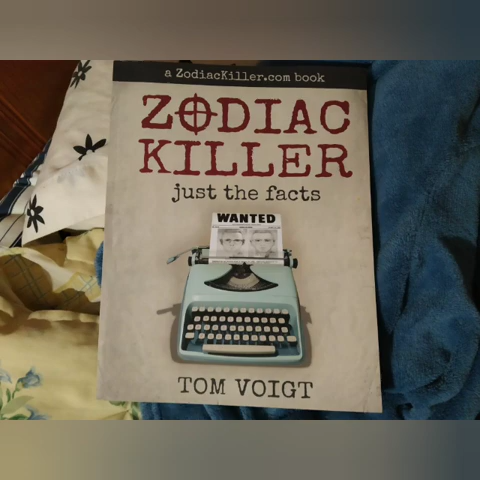 a ZodiacKiller.com book
ZODIAC
KILLER
just the facts
WANTED
TOM VOIGT